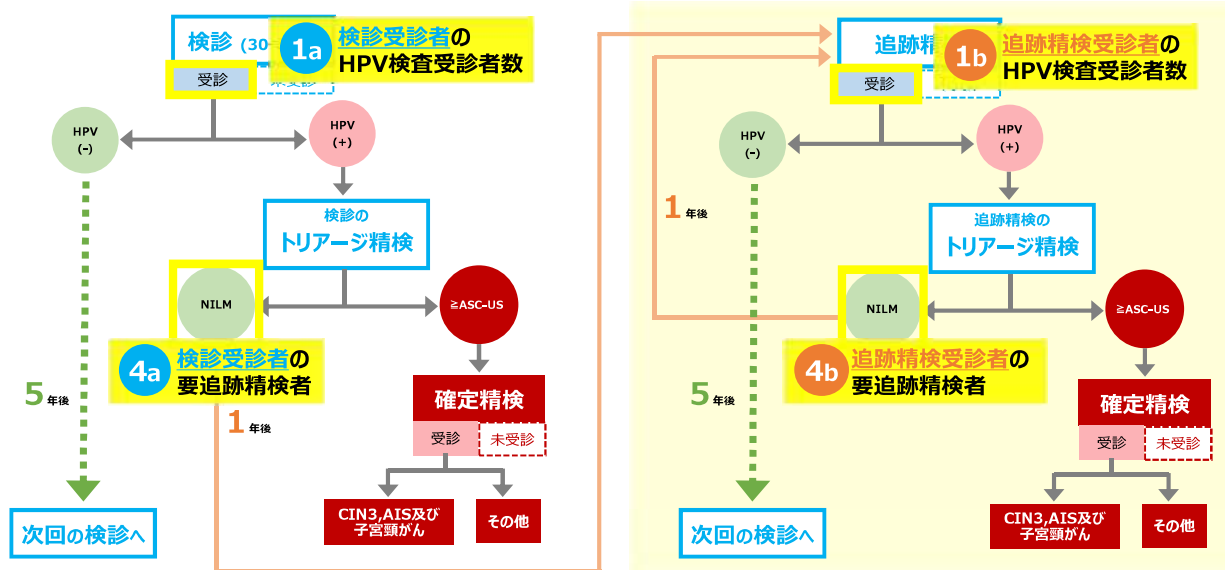 検診 (30
1a
検診受診者の
HPV検査受診者数
受診
HPV
(-)
HPV
(+)
検診の
トリアージ精検
NILM
≧ASC-US
4a
検診受診者の
要追跡精検者
5年後
1年後
確定精検
受診
未受診
CIN3,AIS及び
子宮頸がん
その他
次回の検診へ
追跡精
1b
追跡精検受診者の
HPV検査受診者数
受診
HPV
(-)
HPV
(+)
1年後
追跡精検の
トリアージ精検
NILM
≧ASC-US
4b
追跡精検受診者の
要追跡精検者
5年後
確定精検
受診
未受診
CIN3,AIS及び
子宮頸がん
その他
次回の検診へ